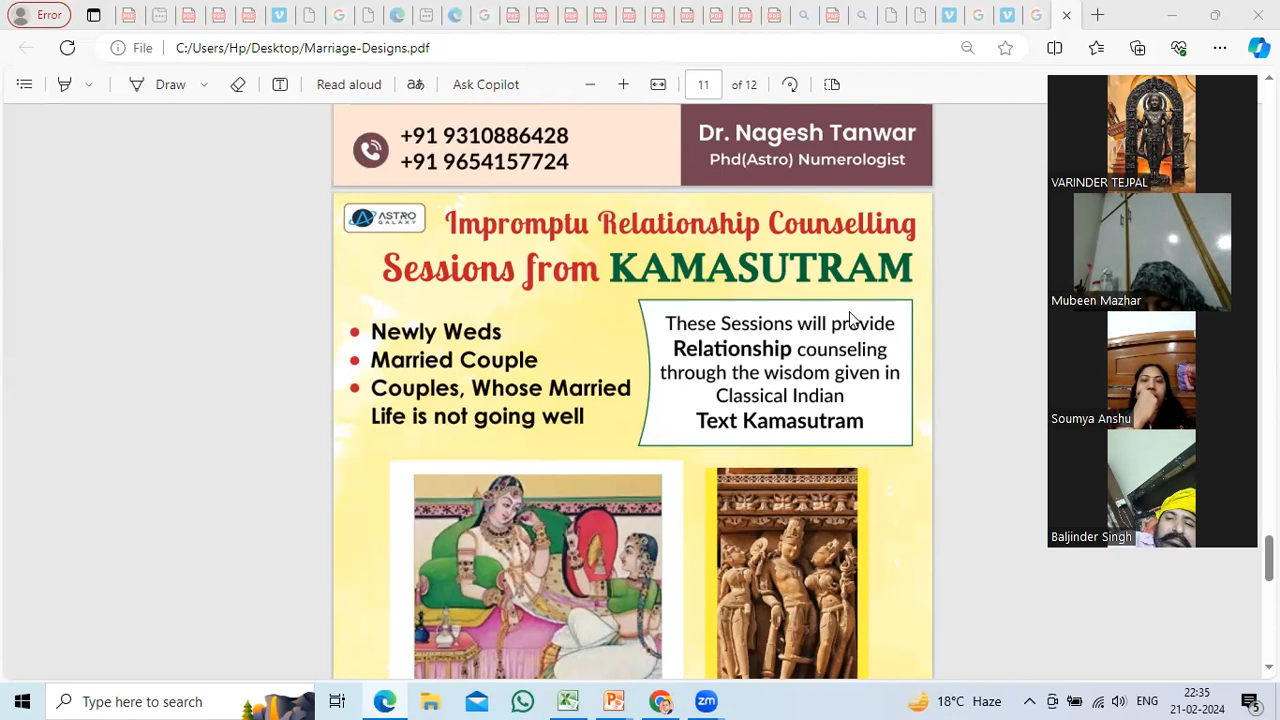 Error
File
C:/Users/Hp/Desktop/Marriage-Designs.pdf
Draw
Read aloud
Ask Copilot
11
of 12
+91 9310886428
+91 9654157724
Dr. Nagesh Tanwar
Phd(Astro) Numerologist
ASTRO
GALAXY
Impromptu Relationship Counselling
Sessions from KAMASUTRAM
Newly Weds
Married Couple
Couples, Whose Married
Life is not going well
These Sessions will provide
Relationship counseling
through the wisdom given in
Classical Indian
Text Kamasutram
VARINDER TEJPAL
Mubeen Mazhar
Soumya Anshu
Baljinder Singh
Type here to search
zm
18°C Haze
ENG
22:35
21-02-2024
5